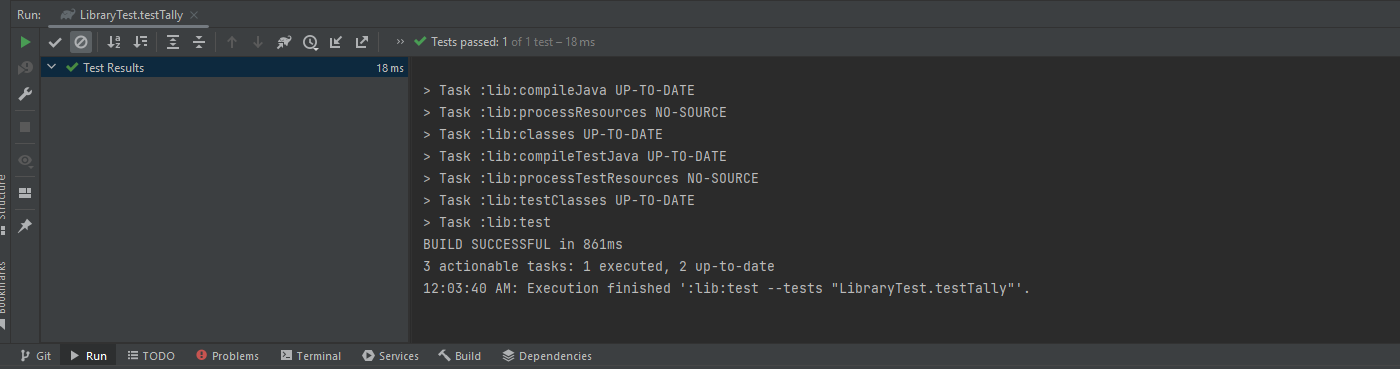 Run: LibraryTest.testTally
Tests passed: 1 of 1 test – 18 ms
Test Results 18 ms
> Task :lib:compileJava UP-TO-DATE
> Task :lib:processResources NO-SOURCE
> Task :lib:classes UP-TO-DATE
> Task :lib:compileTestJava UP-TO-DATE
> Task :lib:processTestResources NO-SOURCE
> Task :lib:testClasses UP-TO-DATE
> Task :lib:test
BUILD SUCCESSFUL in 861ms
3 actionable tasks: 1 executed, 2 up-to-date
12:03:40 AM: Execution finished ':lib:test --tests "LibraryTest.testTally"'.
Structure
Bookmarks
Git Run TODO Problems Terminal Services Build Dependencies